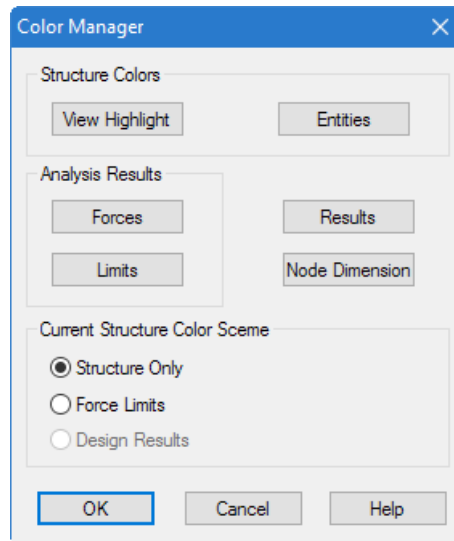 Color Manager
Structure Colors
View Highlight Entities
Analysis Results
Forces Results
Limits Node Dimension
Current Structure Color Sceme
Structure Only
Force Limits
Design Results
OK Cancel Help